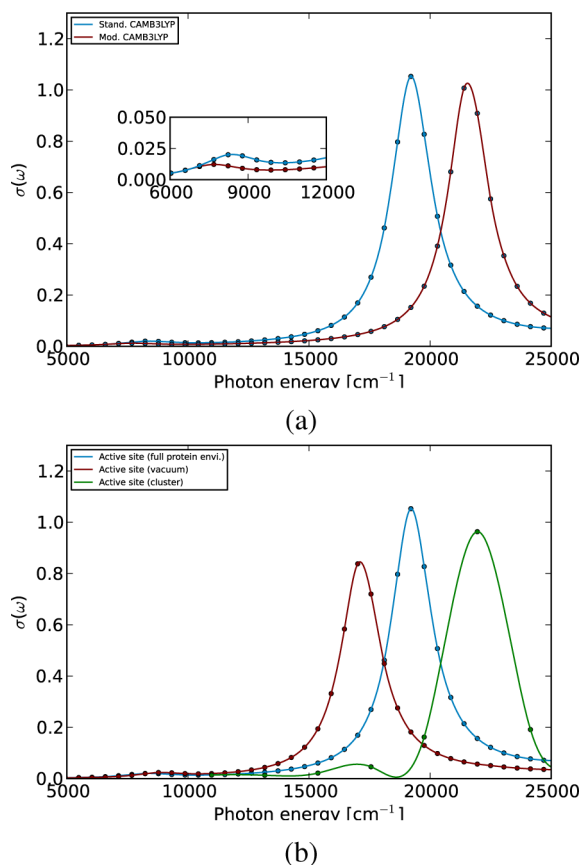 1.2
Stand. CAMB3LYP
Mod. CAMB3LYP
1.0
0.8
0.6
0.4
0.2
0.0
σ(ω)
0.050
0.025
0.000
6000 9000 12000
5000 10000 15000 20000 25000
Photon energy [cm⁻¹]
(a)
1.2
Active site (full protein envi.)
Active site (vacuum)
Active site (cluster)
1.0
0.8
0.6
0.4
0.2
0.0
σ(ω)
5000 10000 15000 20000 25000
Photon energy [cm⁻¹]
(b)